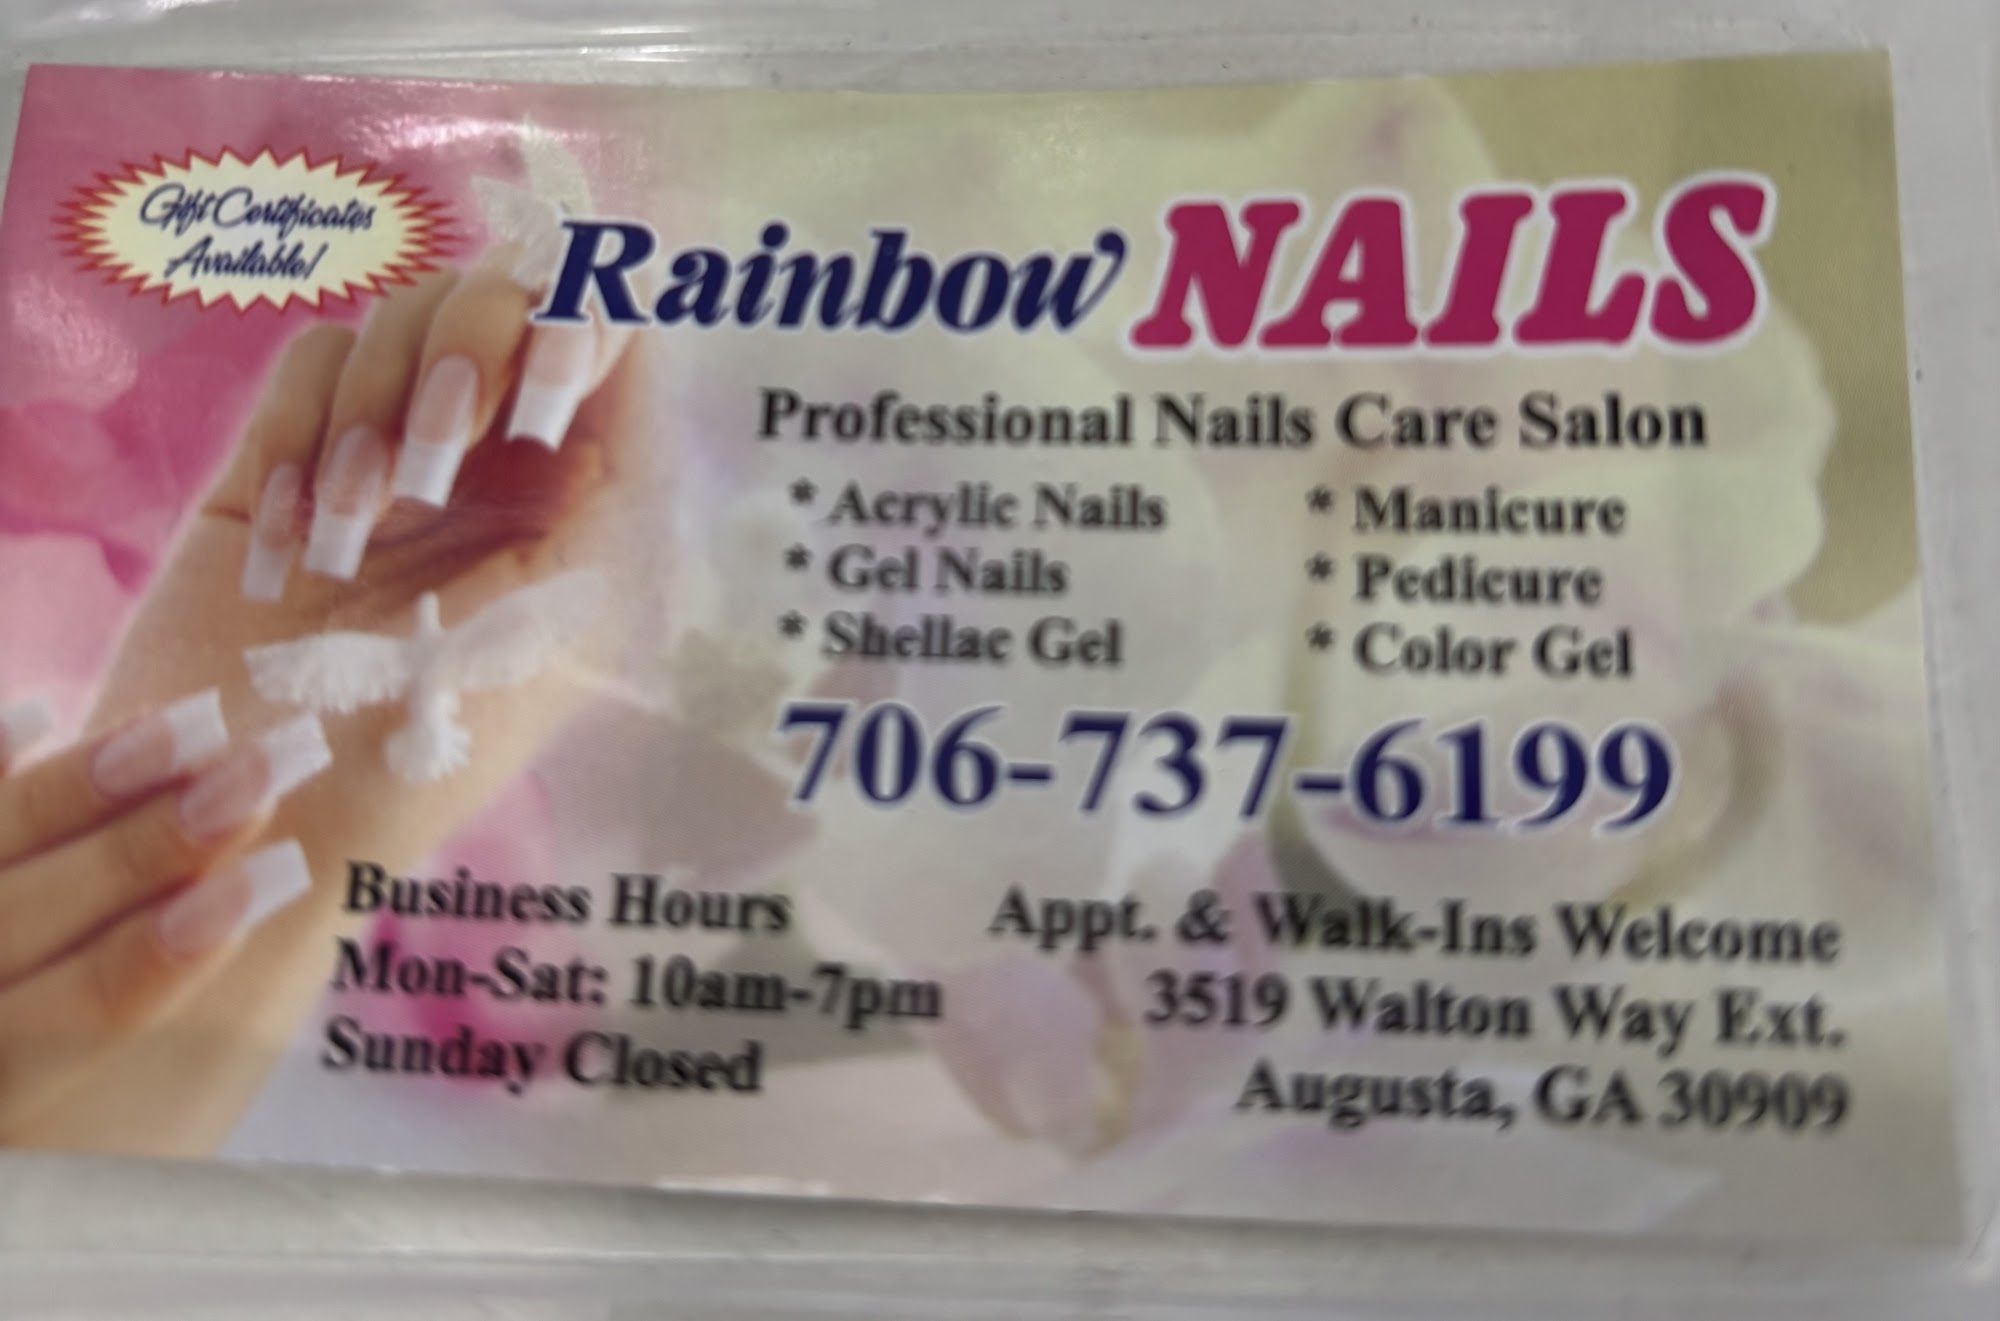 Gift Certificates
Available!
Rainbow NAILS
Professional Nails Care Salon
* Acrylic Nails * Manicure
* Gel Nails * Pedicure
* Shellac Gel * Color Gel
706-737-6199
Business Hours
Mon-Sat: 10am-7pm
Sunday Closed
Appt. & Walk-Ins Welcome
3519 Walton Way Ext.
Augusta, GA 30909